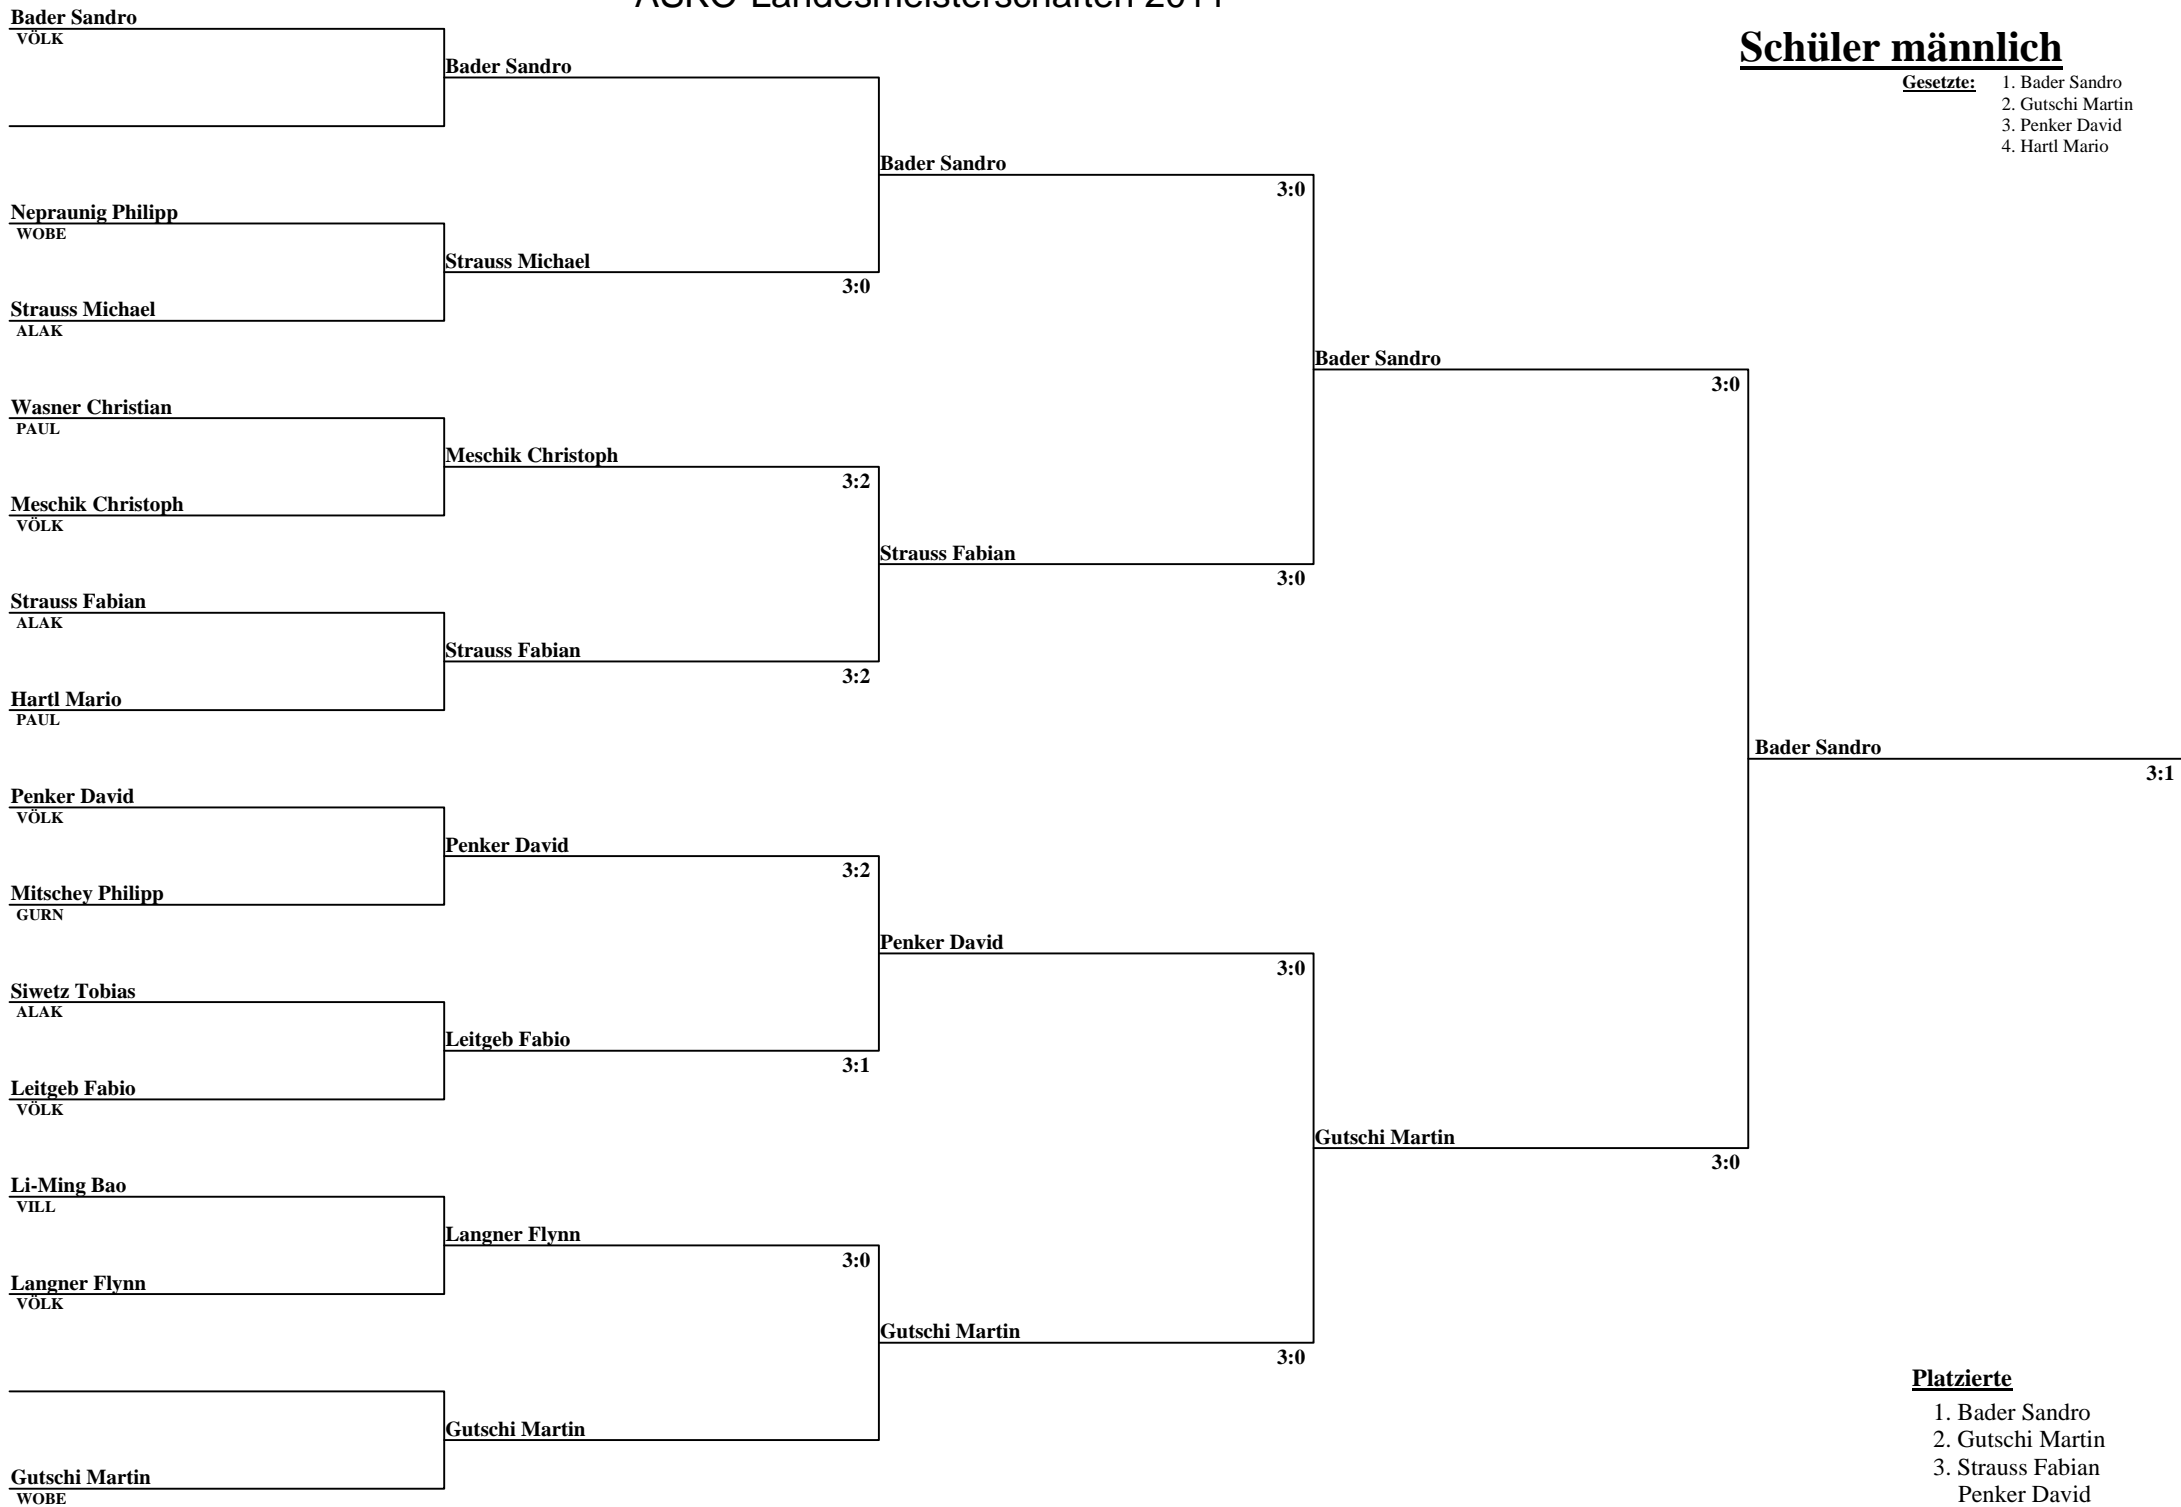 Landesmeisterschaften
Schüler männlich
Gesetzte: 1. Bader Sandro
2. Gutschi Martin
3. Penker David
4. Hartl Mario
Bader Sandro
VÖLK
Bader Sandro
Bader Sandro
3:0
Nepraunig Philipp
WOBE
Strauss Michael
3:0
Strauss Michael
ALAK
Bader Sandro
3:0
Wasner Christian
PAUL
Meschik Christoph
3:2
Meschik Christoph
VÖLK
Strauss Fabian
3:0
Strauss Fabian
ALAK
Strauss Fabian
3:2
Hartl Mario
PAUL
Bader Sandro
3:1
Penker David
VÖLK
Penker David
3:2
Mitschey Philipp
GURN
Penker David
3:0
Siwetz Tobias
ALAK
Leitgeb Fabio
3:1
Leitgeb Fabio
VÖLK
Gutschi Martin
3:0
Li-Ming Bao
VILL
Langner Flynn
3:0
Langner Flynn
VÖLK
Gutschi Martin
3:0
Gutschi Martin
Gutschi Martin
WOBE
Platzierte
1. Bader Sandro
2. Gutschi Martin
3. Strauss Fabian
Penker David